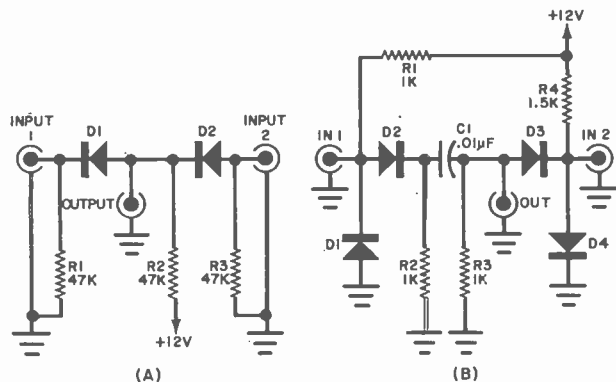 INPUT
1
D1
D2
INPUT
2
OUTPUT
R1
47K
R2
47K
R3
47K
+12V
(A)
+12V
R1
1K
R4
1.5K
IN 1
D2
C1
.01µF
D3
IN 2
OUT
D1
R2
1K
R3
1K
D4
(B)